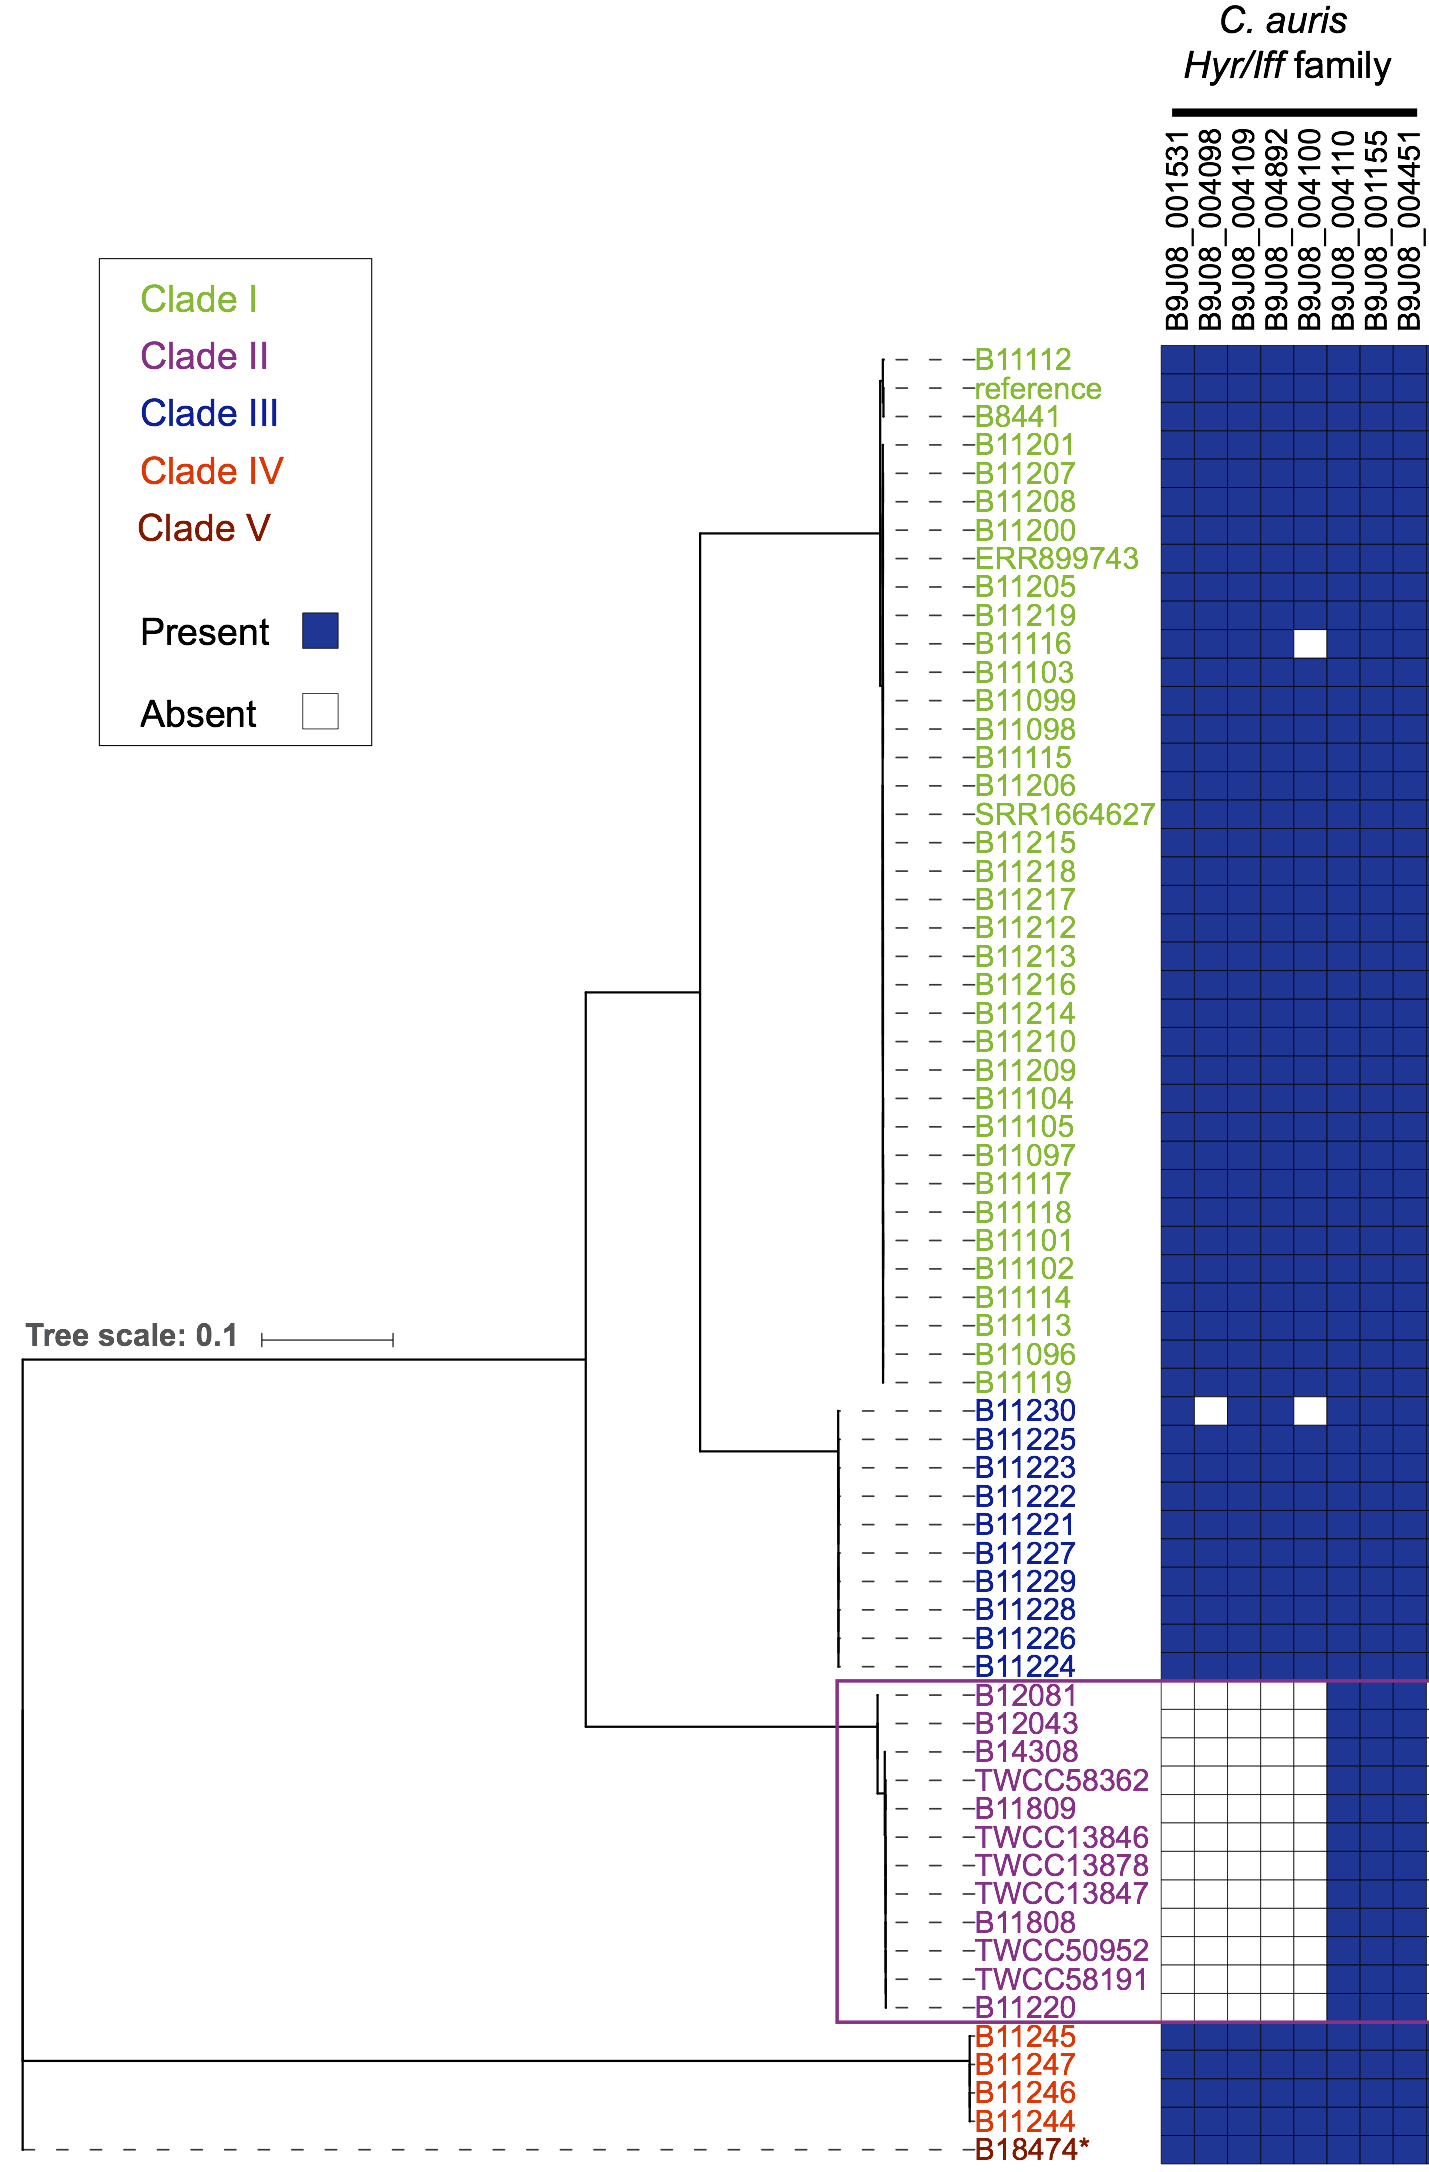 C. auris
Hyr/Iff family
B9J08_001531
B9J08_004098
B9J08_004109
B9J08_004892
B9J08_004100
B9J08_004110
B9J08_001155
B9J08_004451
Clade I
Clade II
Clade III
Clade IV
Clade V
Present
Absent
B11112
reference
B8441
B11201
B11207
B11208
B11200
ERR899743
B11205
B11219
B11116
B11103
B11099
B11098
B11115
B11206
SRR1664627
B11215
B11218
B11217
B11212
B11213
B11216
B11214
B11210
B11209
B11104
B11105
B11097
B11117
B11118
B11101
B11102
B11114
B11113
Tree scale: 0.1
B11096
B11119
B11230
B11225
B11223
B11222
B11221
B11227
B11229
B11228
B11226
B11224
B12081
B12043
B14308
TWCC58362
B11809
TWCC13846
TWCC13878
TWCC13847
B11808
TWCC50952
TWCC58191
B11220
B11245
B11247
B11246
B11244
B18474*